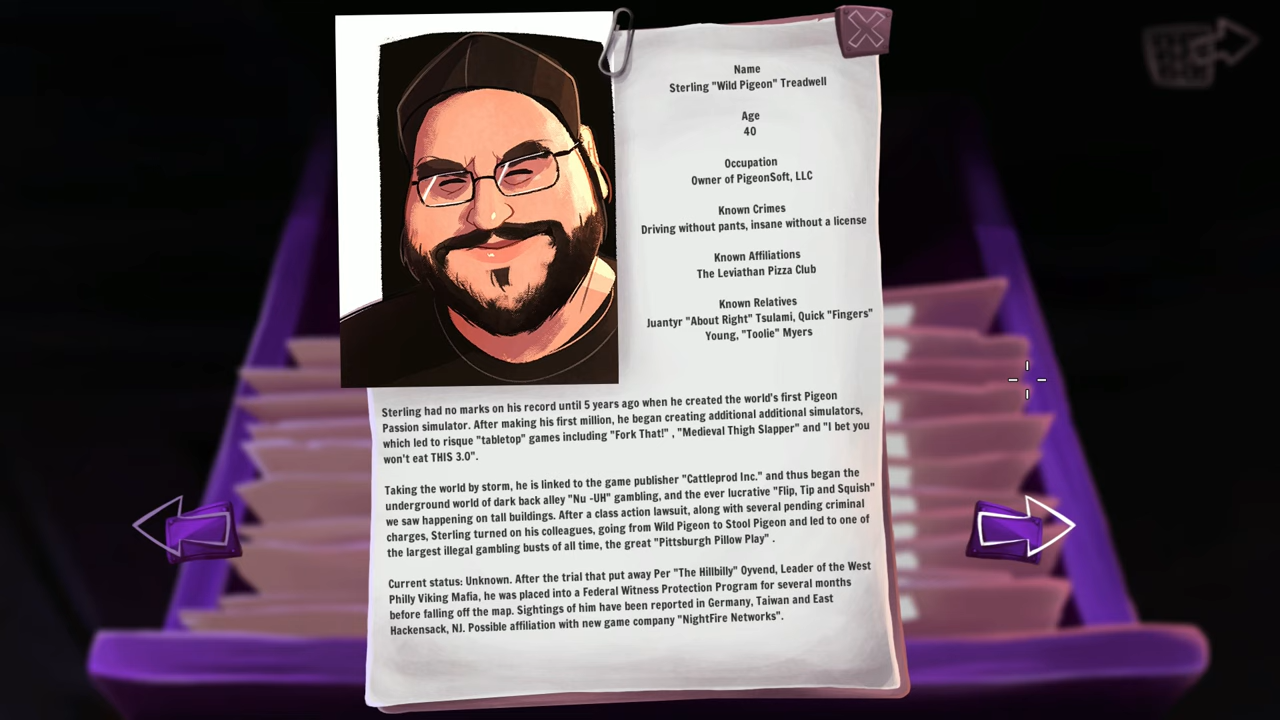 Name
Sterling "Wild Pigeon" Treadwell
Age
40
Occupation
Owner of PigeonSoft, LLC
Known Crimes
Driving without pants, insane without a license
Known Affiliations
The Leviathan Pizza Club
Known Relatives
Juantyr "About Right" Tsulami, Quick "Fingers"
Young, "Toolie" Myers
Sterling had no marks on his record until 5 years ago when he created the world's first Pigeon
Passion simulator. After making his first million, he began creating additional additional simulators,
which led to risque "tabletop" games including "Fork That!" , "Medieval Thigh Slapper" and "I bet you
won't eat THIS 3.0".
Taking the world by storm, he is linked to the game publisher "Cattleprod Inc." and thus began the
underground world of dark back alley "Nu -UH" gambling, and the ever lucrative "Flip, Tip and Squish"
we saw happening on tall buildings. After a class action lawsuit, along with several pending criminal
charges, Sterling turned on his colleagues, going from Wild Pigeon to Stool Pigeon and led to one of
the largest illegal gambling busts of all time, the great "Pittsburgh Pillow Play" .
Current status: Unknown. After the trial that put away Per "The Hillbilly" Oyvend, Leader of the West
Philly Viking Mafia, he was placed into a Federal Witness Protection Program for several months
before falling off the map. Sightings of him have been reported in Germany, Taiwan and East
Hackensack, NJ. Possible affiliation with new game company "NightFire Networks".